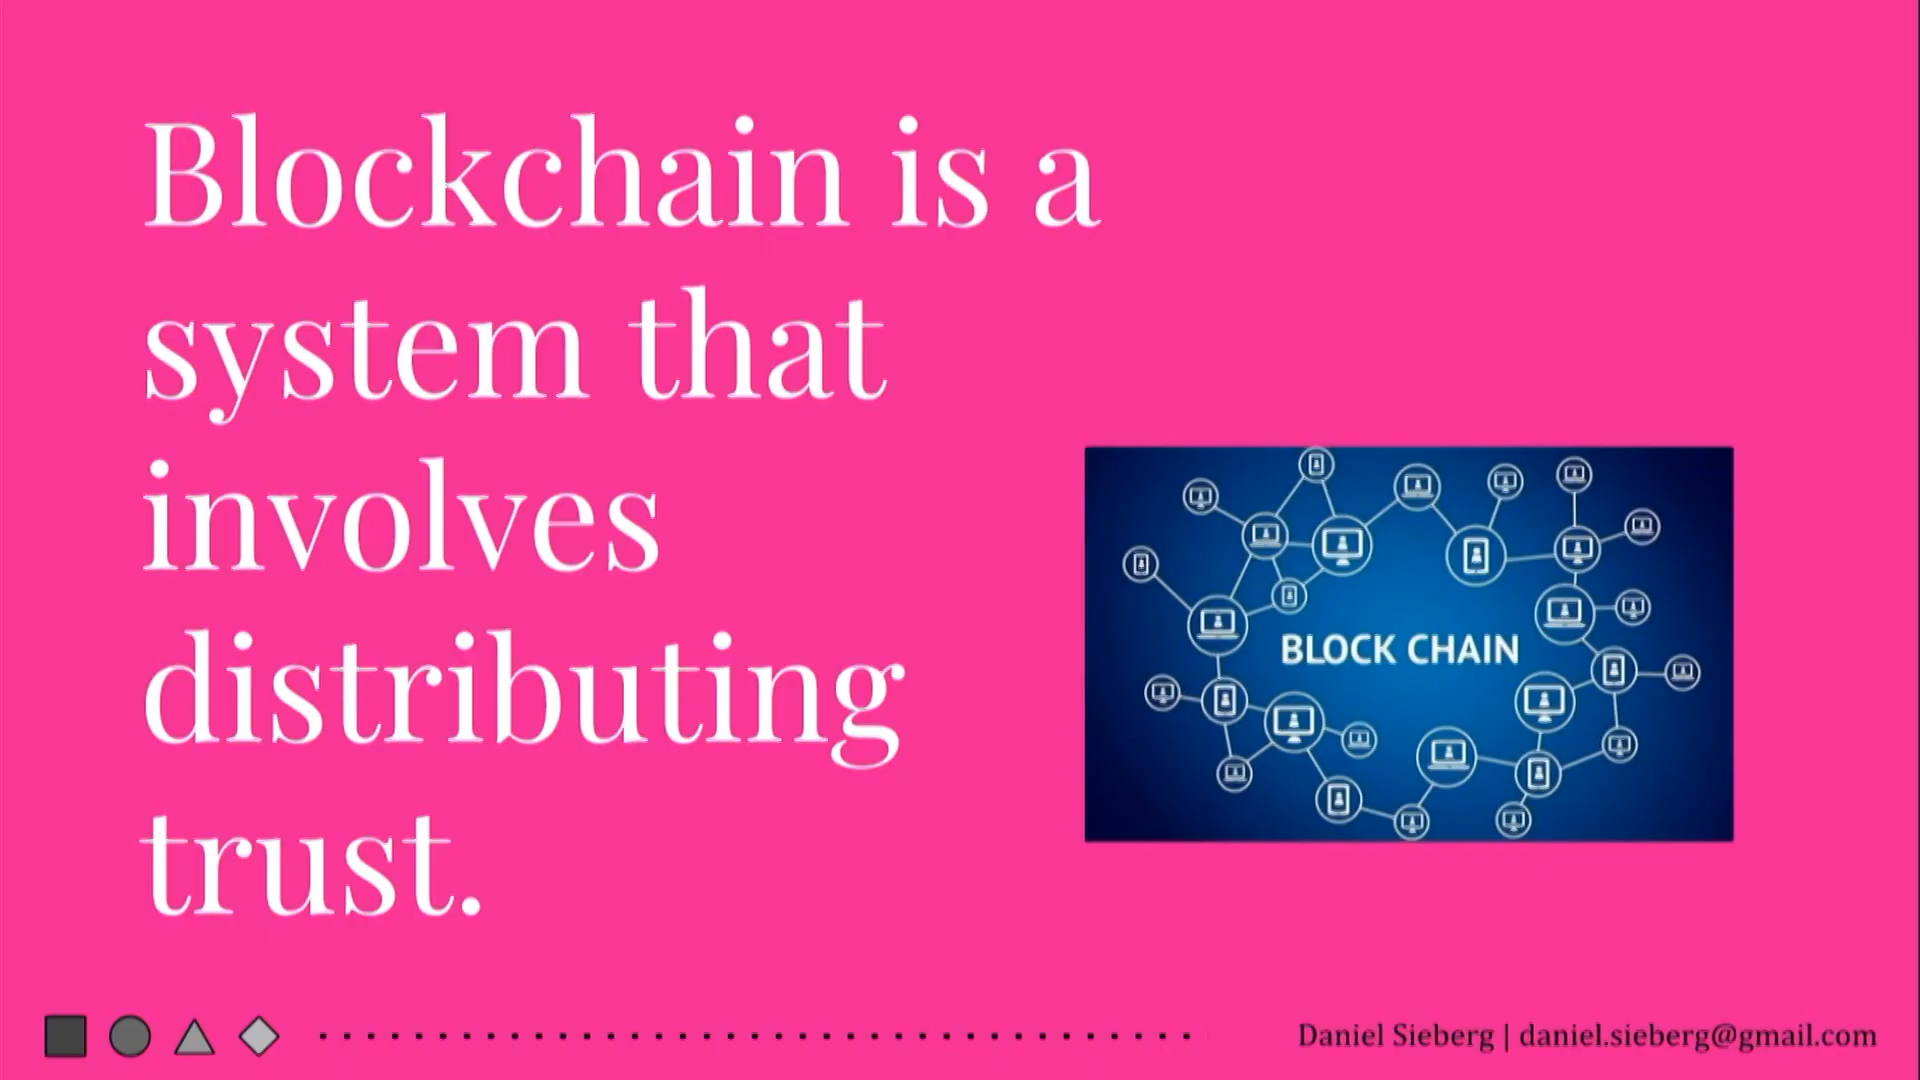 Blockchain is a
system that
involves
distributing
trust.
BLOCK CHAIN
Daniel Sieberg | daniel.sieberg@gmail.com